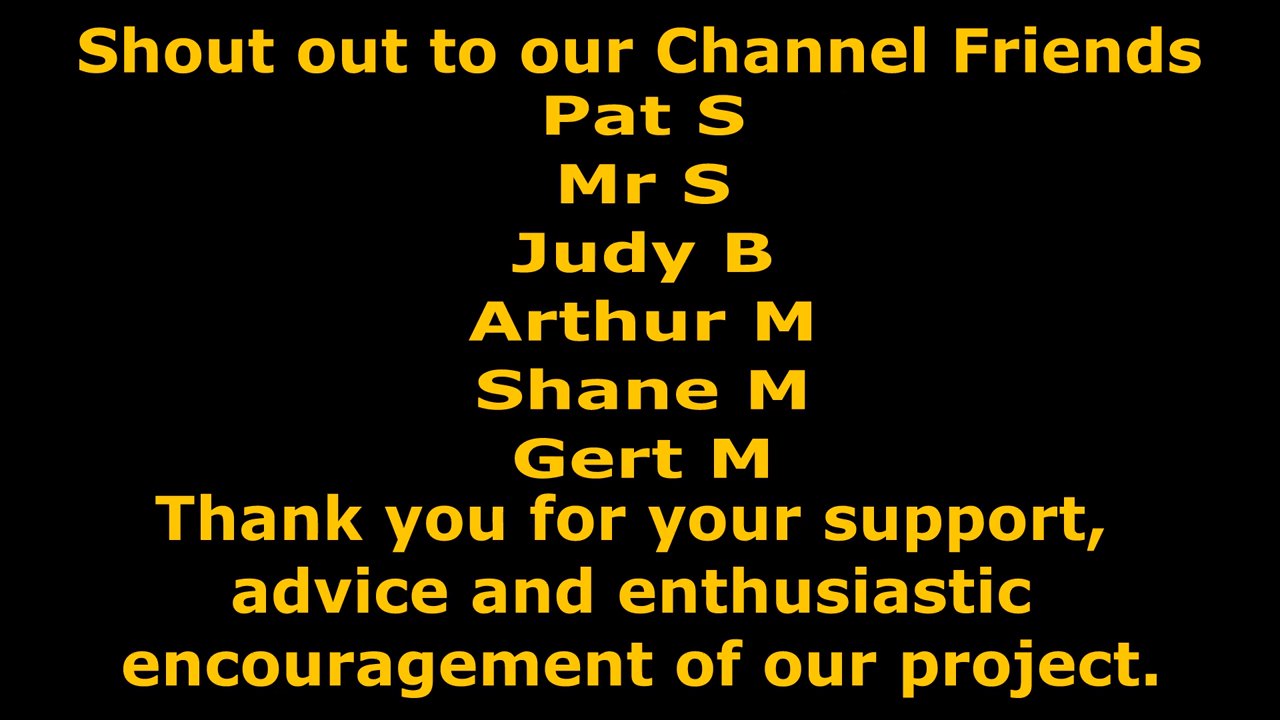 Shout out to our Channel Friends
Pat S
Mr S
Judy B
Arthur M
Shane M
Gert M
Thank you for your support,
advice and enthusiastic
encouragement of our project.